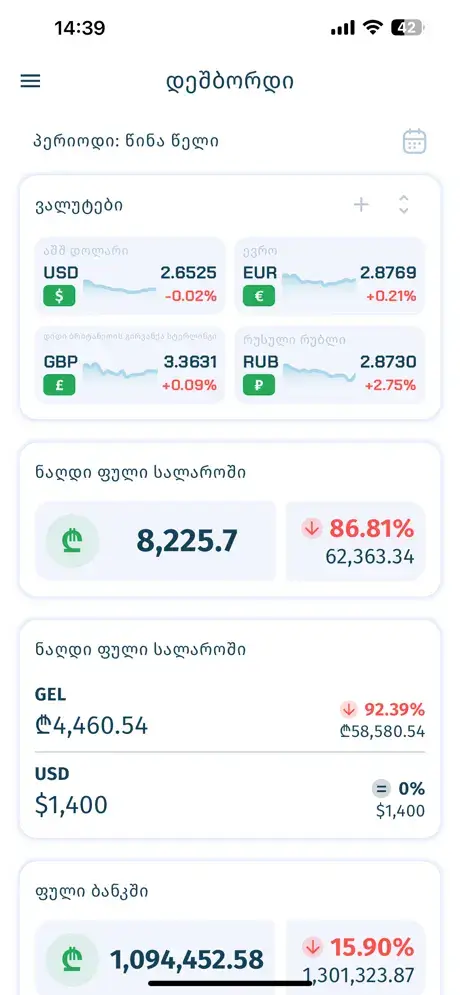 14:39
42
დეშბორდი
პერიოდი: წინა წელი
ვალუტები
აშშ დოლარი
USD 2.6525
$ -0.02%
ევრო
EUR 2.8769
€ +0.21%
დიდი ბრიტანეთის გირვანქა სტერლინგი
GBP 3.3631
£ +0.09%
რუსული რუბლი
RUB 2.8730
₽ +2.75%
ნაღდი ფული სალაროში
₾ 8,225.7
86.81%
62,363.34
ნაღდი ფული სალაროში
GEL
₾4,460.54
92.39%
₾58,580.54
USD
$1,400
= 0%
$1,400
ფული ბანკში
₾ 1,094,452.58
15.90%
1,301,323.87